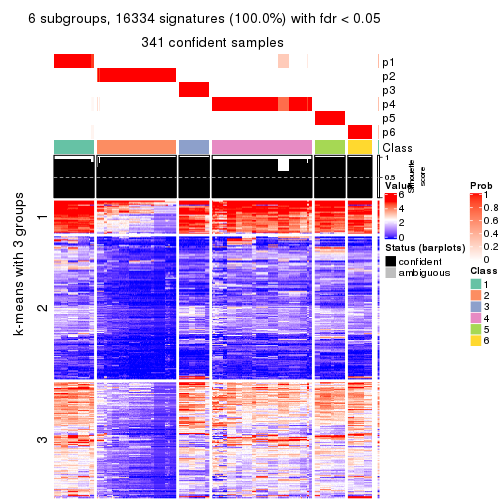 6 subgroups, 16334 signatures (100.0%) with fdr < 0.05
341 confident samples
p1
p2
p3
p4
p5
p6
Class
1
0.5
Silhouette
score
k-means with 3 groups
1
2
3
Value
6
4
2
0
Status (barplots)
confident
ambiguous
Prob
1
0.8
0.6
0.4
0.2
0
Class
1
2
3
4
5
6